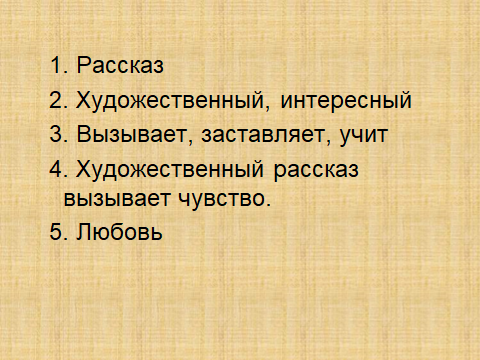 1. Рассказ
2. Художественный, интересный
3. Вызывает, заставляет, учит
4. Художественный рассказ
вызывает чувство.
5. Любовь